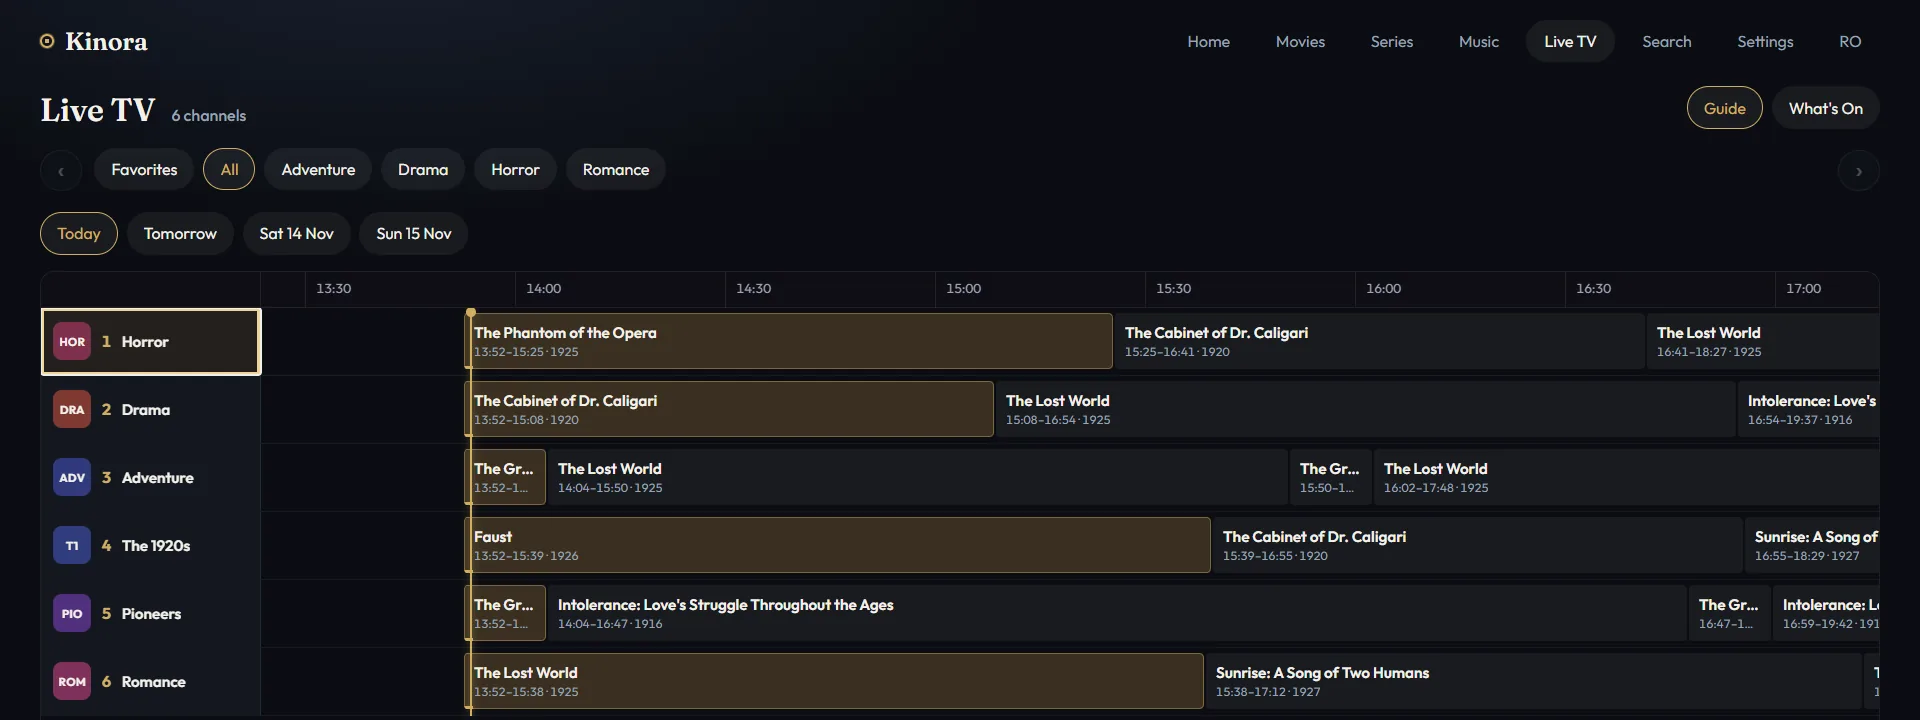 Kinora
Home Movies Series Music Live TV Search Settings RO
Live TV 6 channels
Guide What's On
‹ Favorites All Adventure Drama Horror Romance ›
Today Tomorrow Sat 14 Nov Sun 15 Nov
13:30 14:00 14:30 15:00 15:30 16:00 16:30 17:00
HOR 1 Horror
The Phantom of the Opera
13:52–15:25 · 1925
The Cabinet of Dr. Caligari
15:25–16:41 · 1920
The Lost World
16:41–18:27 · 1925
DRA 2 Drama
The Cabinet of Dr. Caligari
13:52–15:08 · 1920
The Lost World
15:08–16:54 · 1925
Intolerance: Love's
16:54–19:37 · 1916
ADV 3 Adventure
The Gr...
13:52–1...
The Lost World
14:04–15:50 · 1925
The Gr...
15:50–1...
The Lost World
16:02–17:48 · 1925
T1 4 The 1920s
Faust
13:52–15:39 · 1926
The Cabinet of Dr. Caligari
15:39–16:55 · 1920
Sunrise: A Song of
16:55–18:29 · 1927
PIO 5 Pioneers
The Gr...
13:52–1...
Intolerance: Love's Struggle Throughout the Ages
14:04–16:47 · 1916
The Gr...
16:47–1...
Intolerance: L
16:59–19:42 · 191
ROM 6 Romance
The Lost World
13:52–15:38 · 1925
Sunrise: A Song of Two Humans
15:38–17:12 · 1927